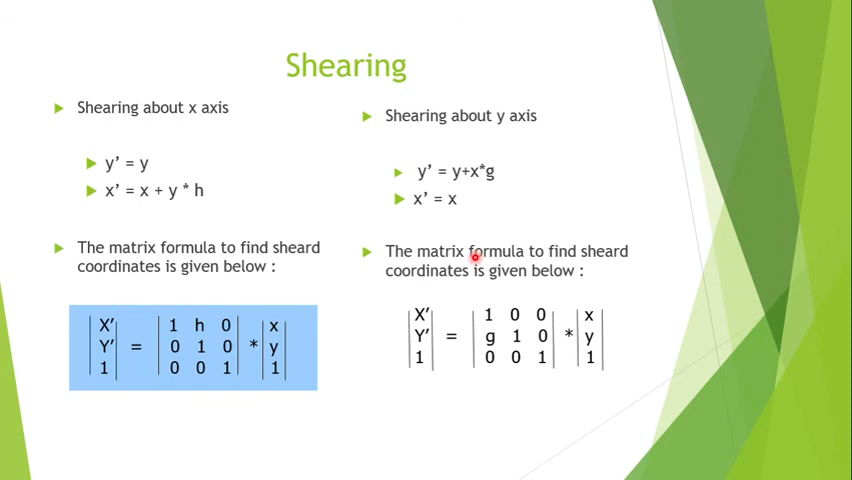 Shearing
Shearing about x axis
y’ = y
x’ = x + y * h
The matrix formula to find sheard
coordinates is given below :
X’ 1 h 0 x
Y’ = 0 1 0 * y
1 0 0 1 1
Shearing about y axis
y’ = y+x*g
x’ = x
The matrix formula to find sheard
coordinates is given below :
X’ 1 0 0 x
Y’ = g 1 0 * y
1 0 0 1 1